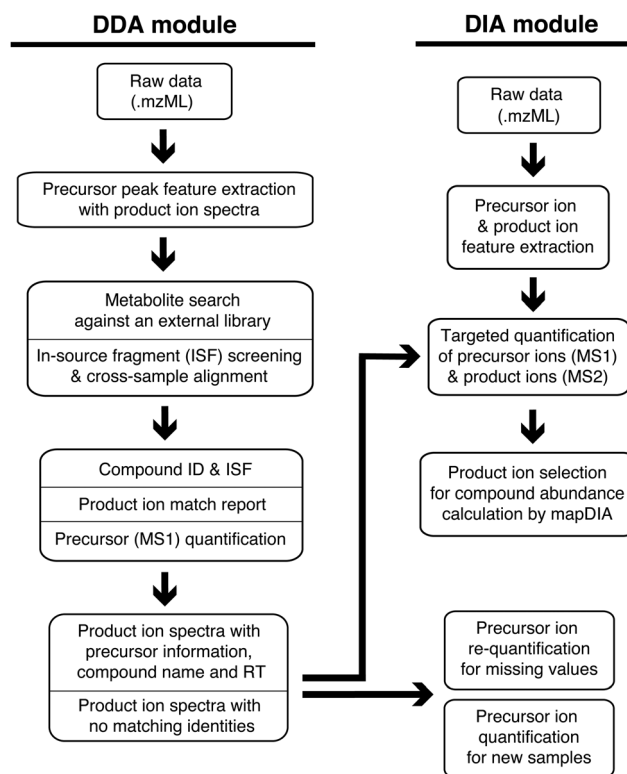 DDA module
Raw data
(.mzML)
Precursor peak feature extraction
with product ion spectra
Metabolite search
against an external library
In-source fragment (ISF) screening
& cross-sample alignment
Compound ID & ISF
Product ion match report
Precursor (MS1) quantification
Product ion spectra with
precursor information,
compound name and RT
Product ion spectra with
no matching identities
DIA module
Raw data
(.mzML)
Precursor ion
& product ion
feature extraction
Targeted quantification
of precursor ions (MS1)
& product ions (MS2)
Product ion selection
for compound abundance
calculation by mapDIA
Precursor ion
re-quantification
for missing values
Precursor ion
quantification
for new samples